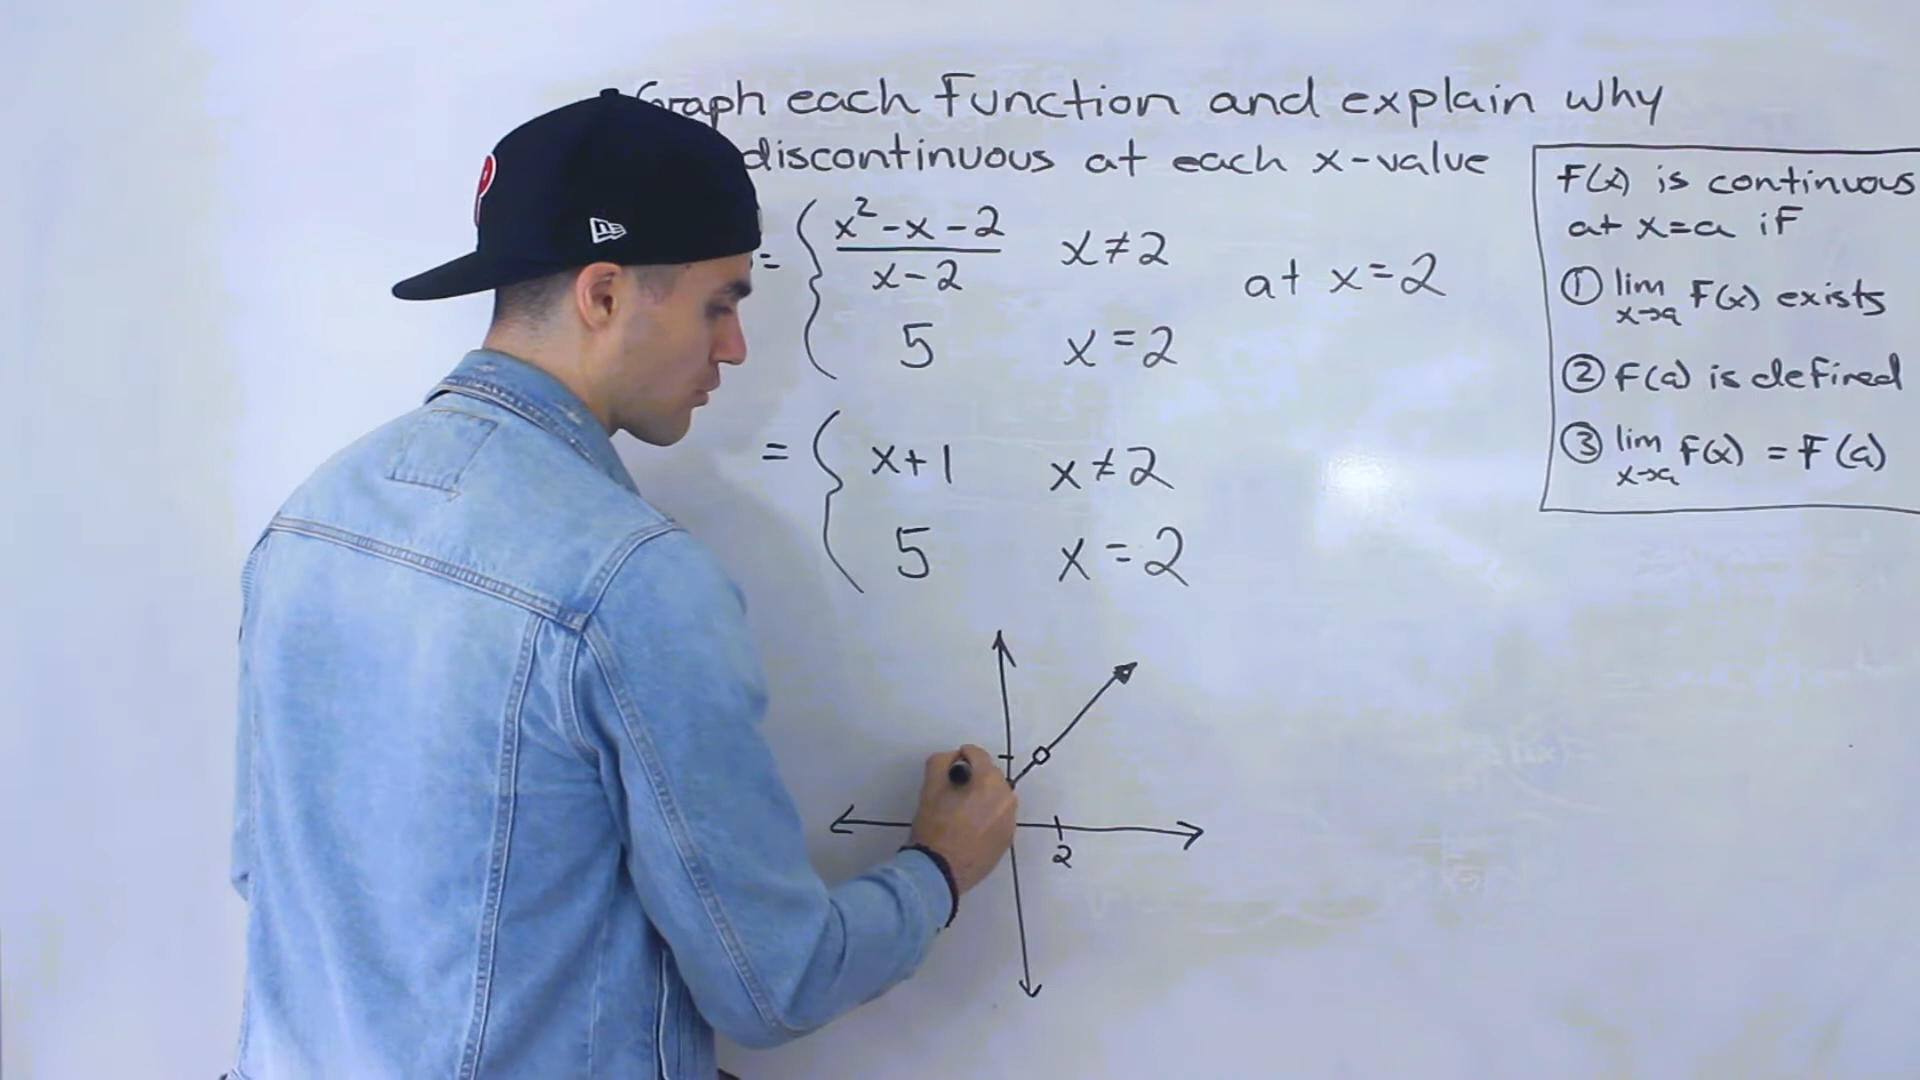 Graph each function and explain why
discontinuous at each x-value
= { x²-x-2 / x-2   x≠2   at x=2
5   x=2
= { x+1   x≠2
5   x=2
2
F(x) is continuous
at x=a if
① lim x→a F(x) exists
② F(a) is defined
③ lim x→a F(x) = F(a)